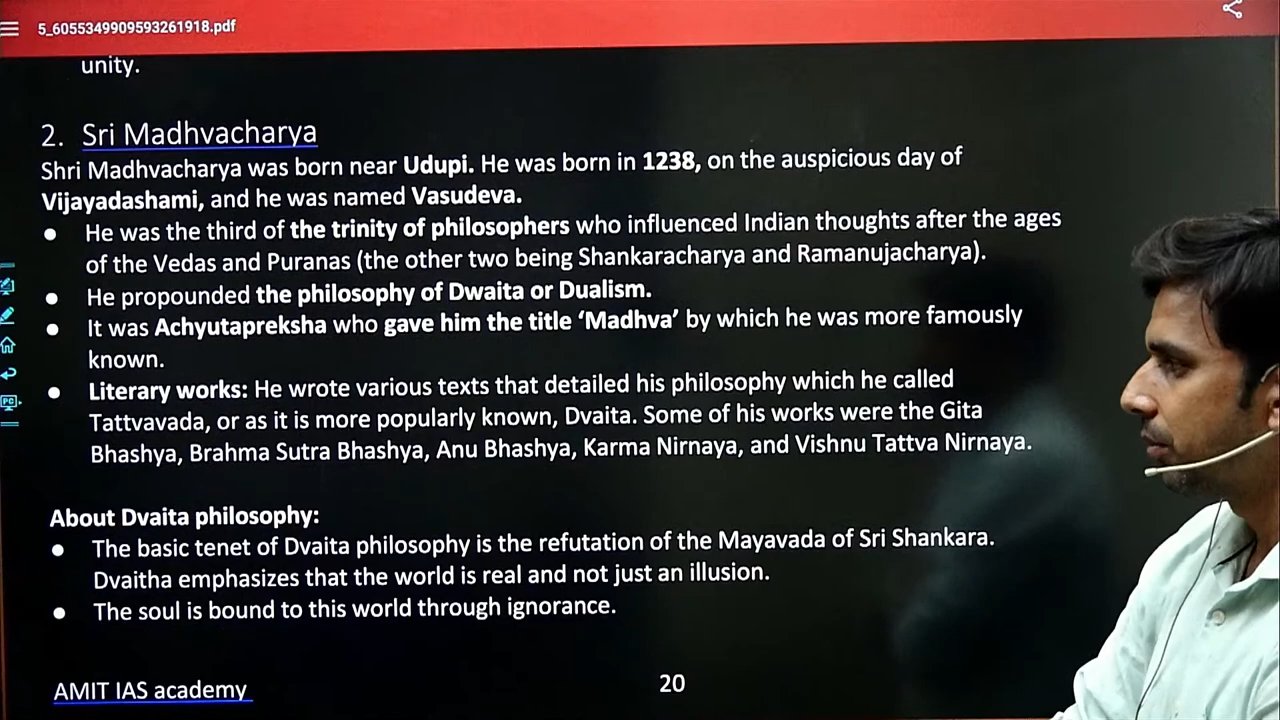 5_6055349909593261918.pdf
unity.
2. Sri Madhvacharya
Shri Madhvacharya was born near Udupi. He was born in 1238, on the auspicious day of
Vijayadashami, and he was named Vasudeva.
● He was the third of the trinity of philosophers who influenced Indian thoughts after the ages
of the Vedas and Puranas (the other two being Shankaracharya and Ramanujacharya).
● He propounded the philosophy of Dwaita or Dualism.
● It was Achyutapreksha who gave him the title ‘Madhva’ by which he was more famously
known.
● Literary works: He wrote various texts that detailed his philosophy which he called
Tattvavada, or as it is more popularly known, Dvaita. Some of his works were the Gita
Bhashya, Brahma Sutra Bhashya, Anu Bhashya, Karma Nirnaya, and Vishnu Tattva Nirnaya.
About Dvaita philosophy:
● The basic tenet of Dvaita philosophy is the refutation of the Mayavada of Sri Shankara.
Dvaitha emphasizes that the world is real and not just an illusion.
● The soul is bound to this world through ignorance.
AMIT IAS academy
20
PC